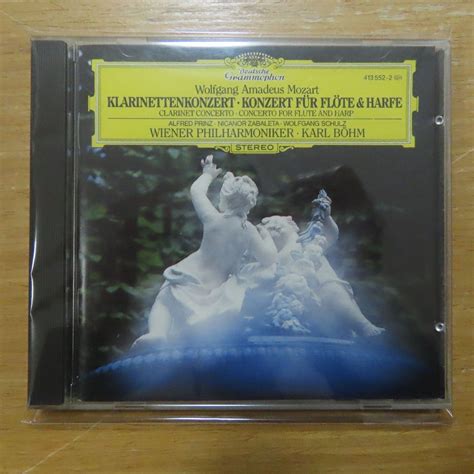 Deutsche
Grammophon
413 552-2 GH
Wolfgang Amadeus Mozart
KLARINETTENKONZERT · KONZERT FÜR FLÖTE & HARFE
CLARINET CONCERTO · CONCERTO FOR FLUTE AND HARP
ALFRED PRINZ · NICANOR ZABALETA · WOLFGANG SCHULZ
WIENER PHILHARMONIKER · KARL BÖHM
STEREO